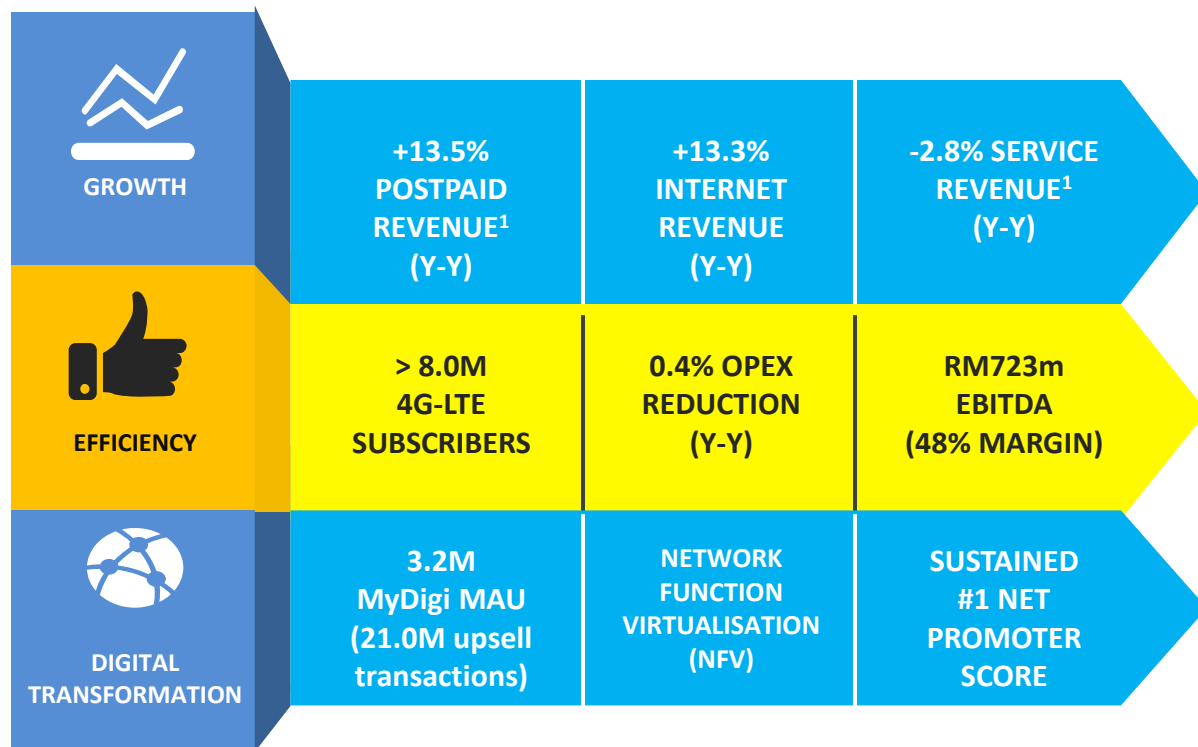 GROWTH
+13.5%
POSTPAID
REVENUE¹
(Y-Y)
+13.3%
INTERNET
REVENUE
(Y-Y)
-2.8% SERVICE
REVENUE¹
(Y-Y)
EFFICIENCY
> 8.0M
4G-LTE
SUBSCRIBERS
0.4% OPEX
REDUCTION
(Y-Y)
RM723m
EBITDA
(48% MARGIN)
DIGITAL
TRANSFORMATION
3.2M
MyDigi MAU
(21.0M upsell
transactions)
NETWORK
FUNCTION
VIRTUALISATION
(NFV)
SUSTAINED
#1 NET
PROMOTER
SCORE